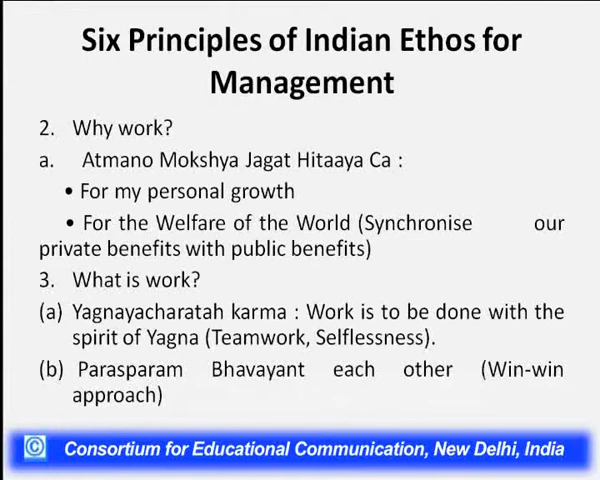 Six Principles of Indian Ethos for
Management
2. Why work?
a. Atmano Mokshya Jagat Hitaaya Ca :
• For my personal growth
• For the Welfare of the World (Synchronise our
private benefits with public benefits)
3. What is work?
(a) Yagnayacharatah karma : Work is to be done with the
spirit of Yagna (Teamwork, Selflessness).
(b) Parasparam Bhavayant each other (Win-win
approach)
© Consortium for Educational Communication, New Delhi, India